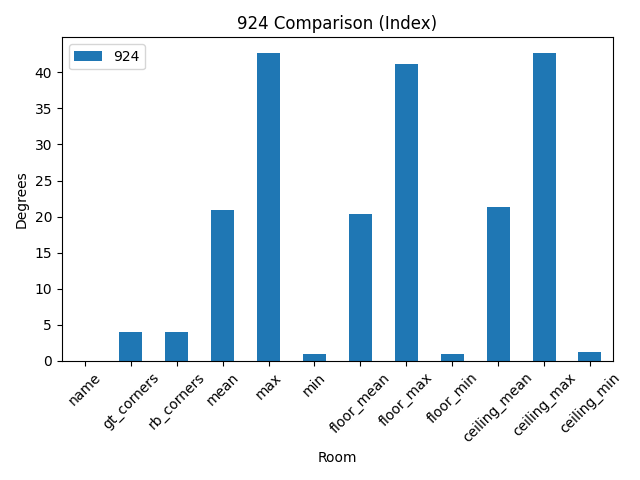 924 Comparison (Index)
924
Degrees
40
35
30
25
20
15
10
5
0
name
gt_corners
rb_corners
mean
max
min
floor_mean
floor_max
floor_min
ceiling_mean
ceiling_max
ceiling_min
Room